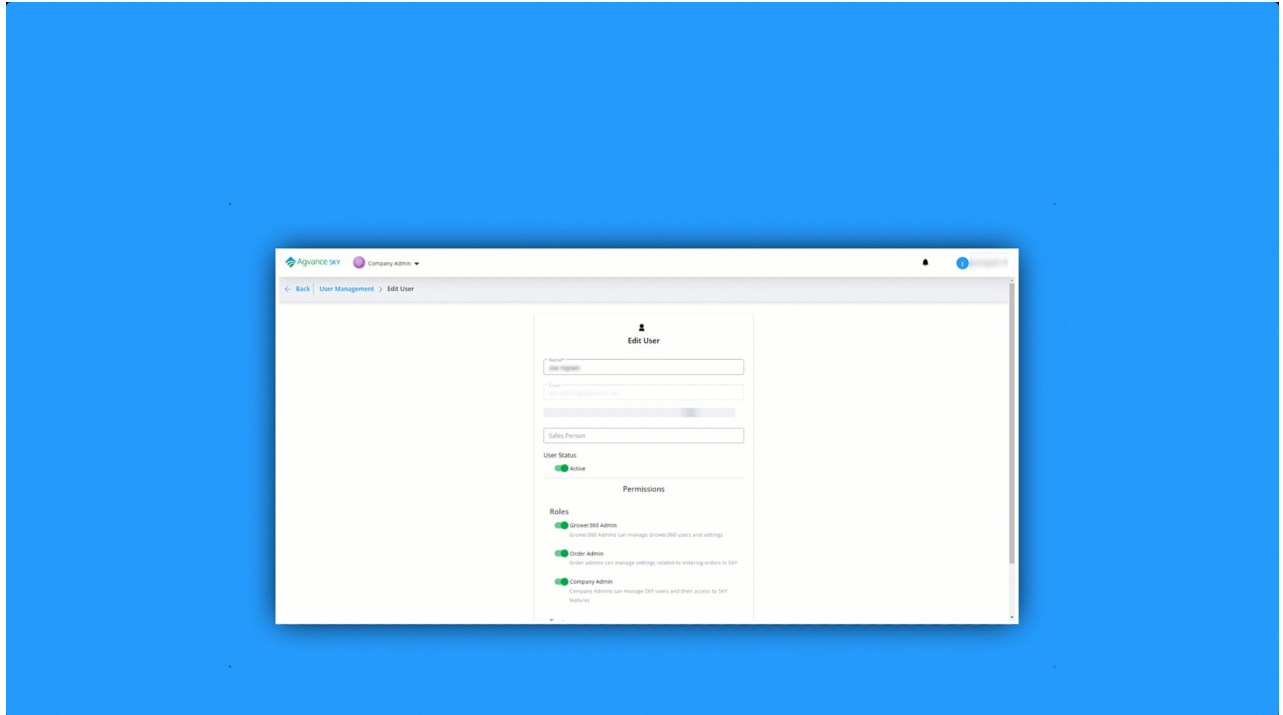 Agvance SKY
Company Admin
Back
User Management > Edit User
Edit User
Name*
Email
Sales Person
User Status
Active
Permissions
Roles
Grower360 Admin
Grower360 Admins can manage Grower360 users and settings
Order Admin
Order admins can manage settings related to entering orders in SKY
Company Admin
Company Admins can manage SKY users and their access to SKY
features